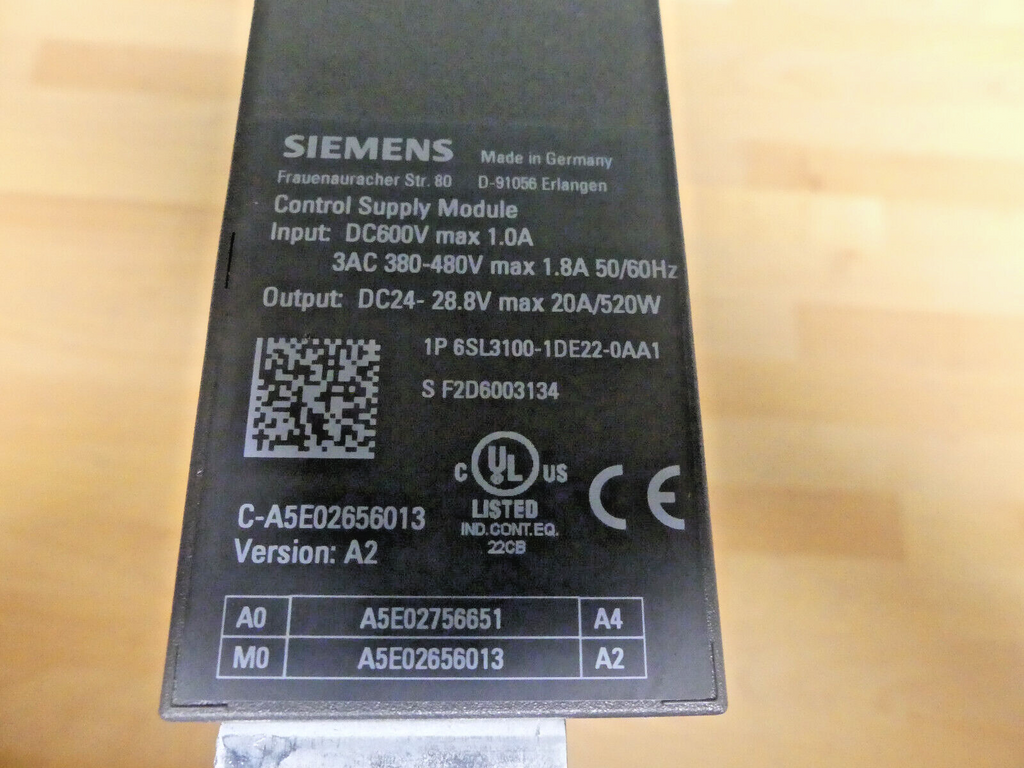 SIEMENS Made in Germany
Frauenauracher Str. 80 D-91056 Erlangen
Control Supply Module
Input: DC600V max 1.0A
3AC 380-480V max 1.8A 50/60Hz
Output: DC24- 28.8V max 20A/520W
1P 6SL3100-1DE22-0AA1
S F2D6003134
C UL US
LISTED
IND.CONT.EQ.
22CB
CE
C-A5E02656013
Version: A2
A0 A5E02756651 A4
M0 A5E02656013 A2